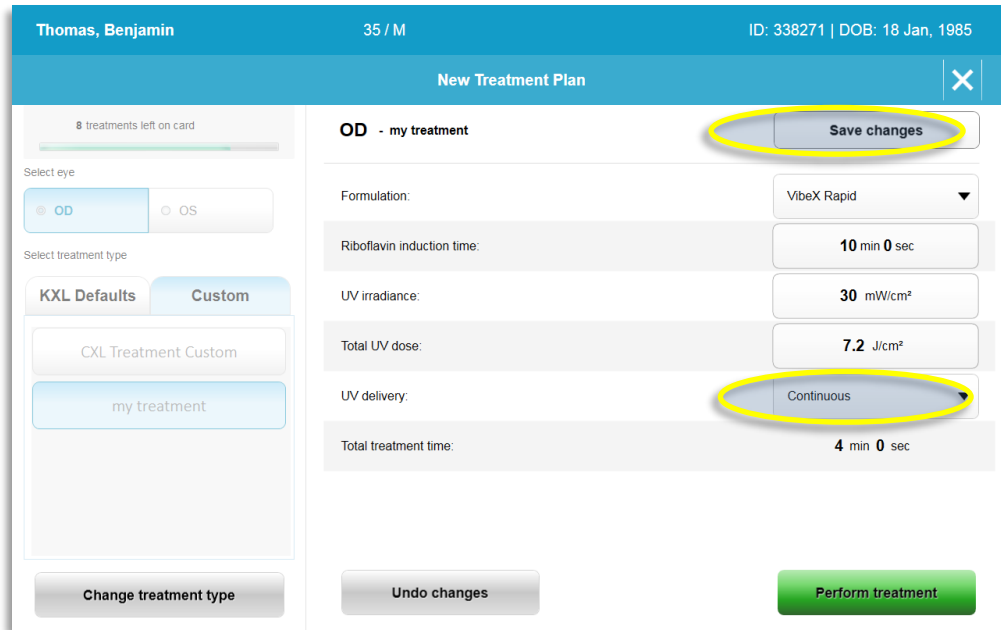 Thomas, Benjamin 35 / M ID: 338271 | DOB: 18 Jan, 1985
New Treatment Plan
8 treatments left on card
Select eye
OD OS
Select treatment type
KXL Defaults Custom
CXL Treatment Custom
my treatment
Change treatment type
OD - my treatment Save changes
Formulation: VibeX Rapid
Riboflavin induction time: 10 min 0 sec
UV irradiance: 30 mW/cm²
Total UV dose: 7.2 J/cm²
UV delivery: Continuous
Total treatment time: 4 min 0 sec
Undo changes Perform treatment